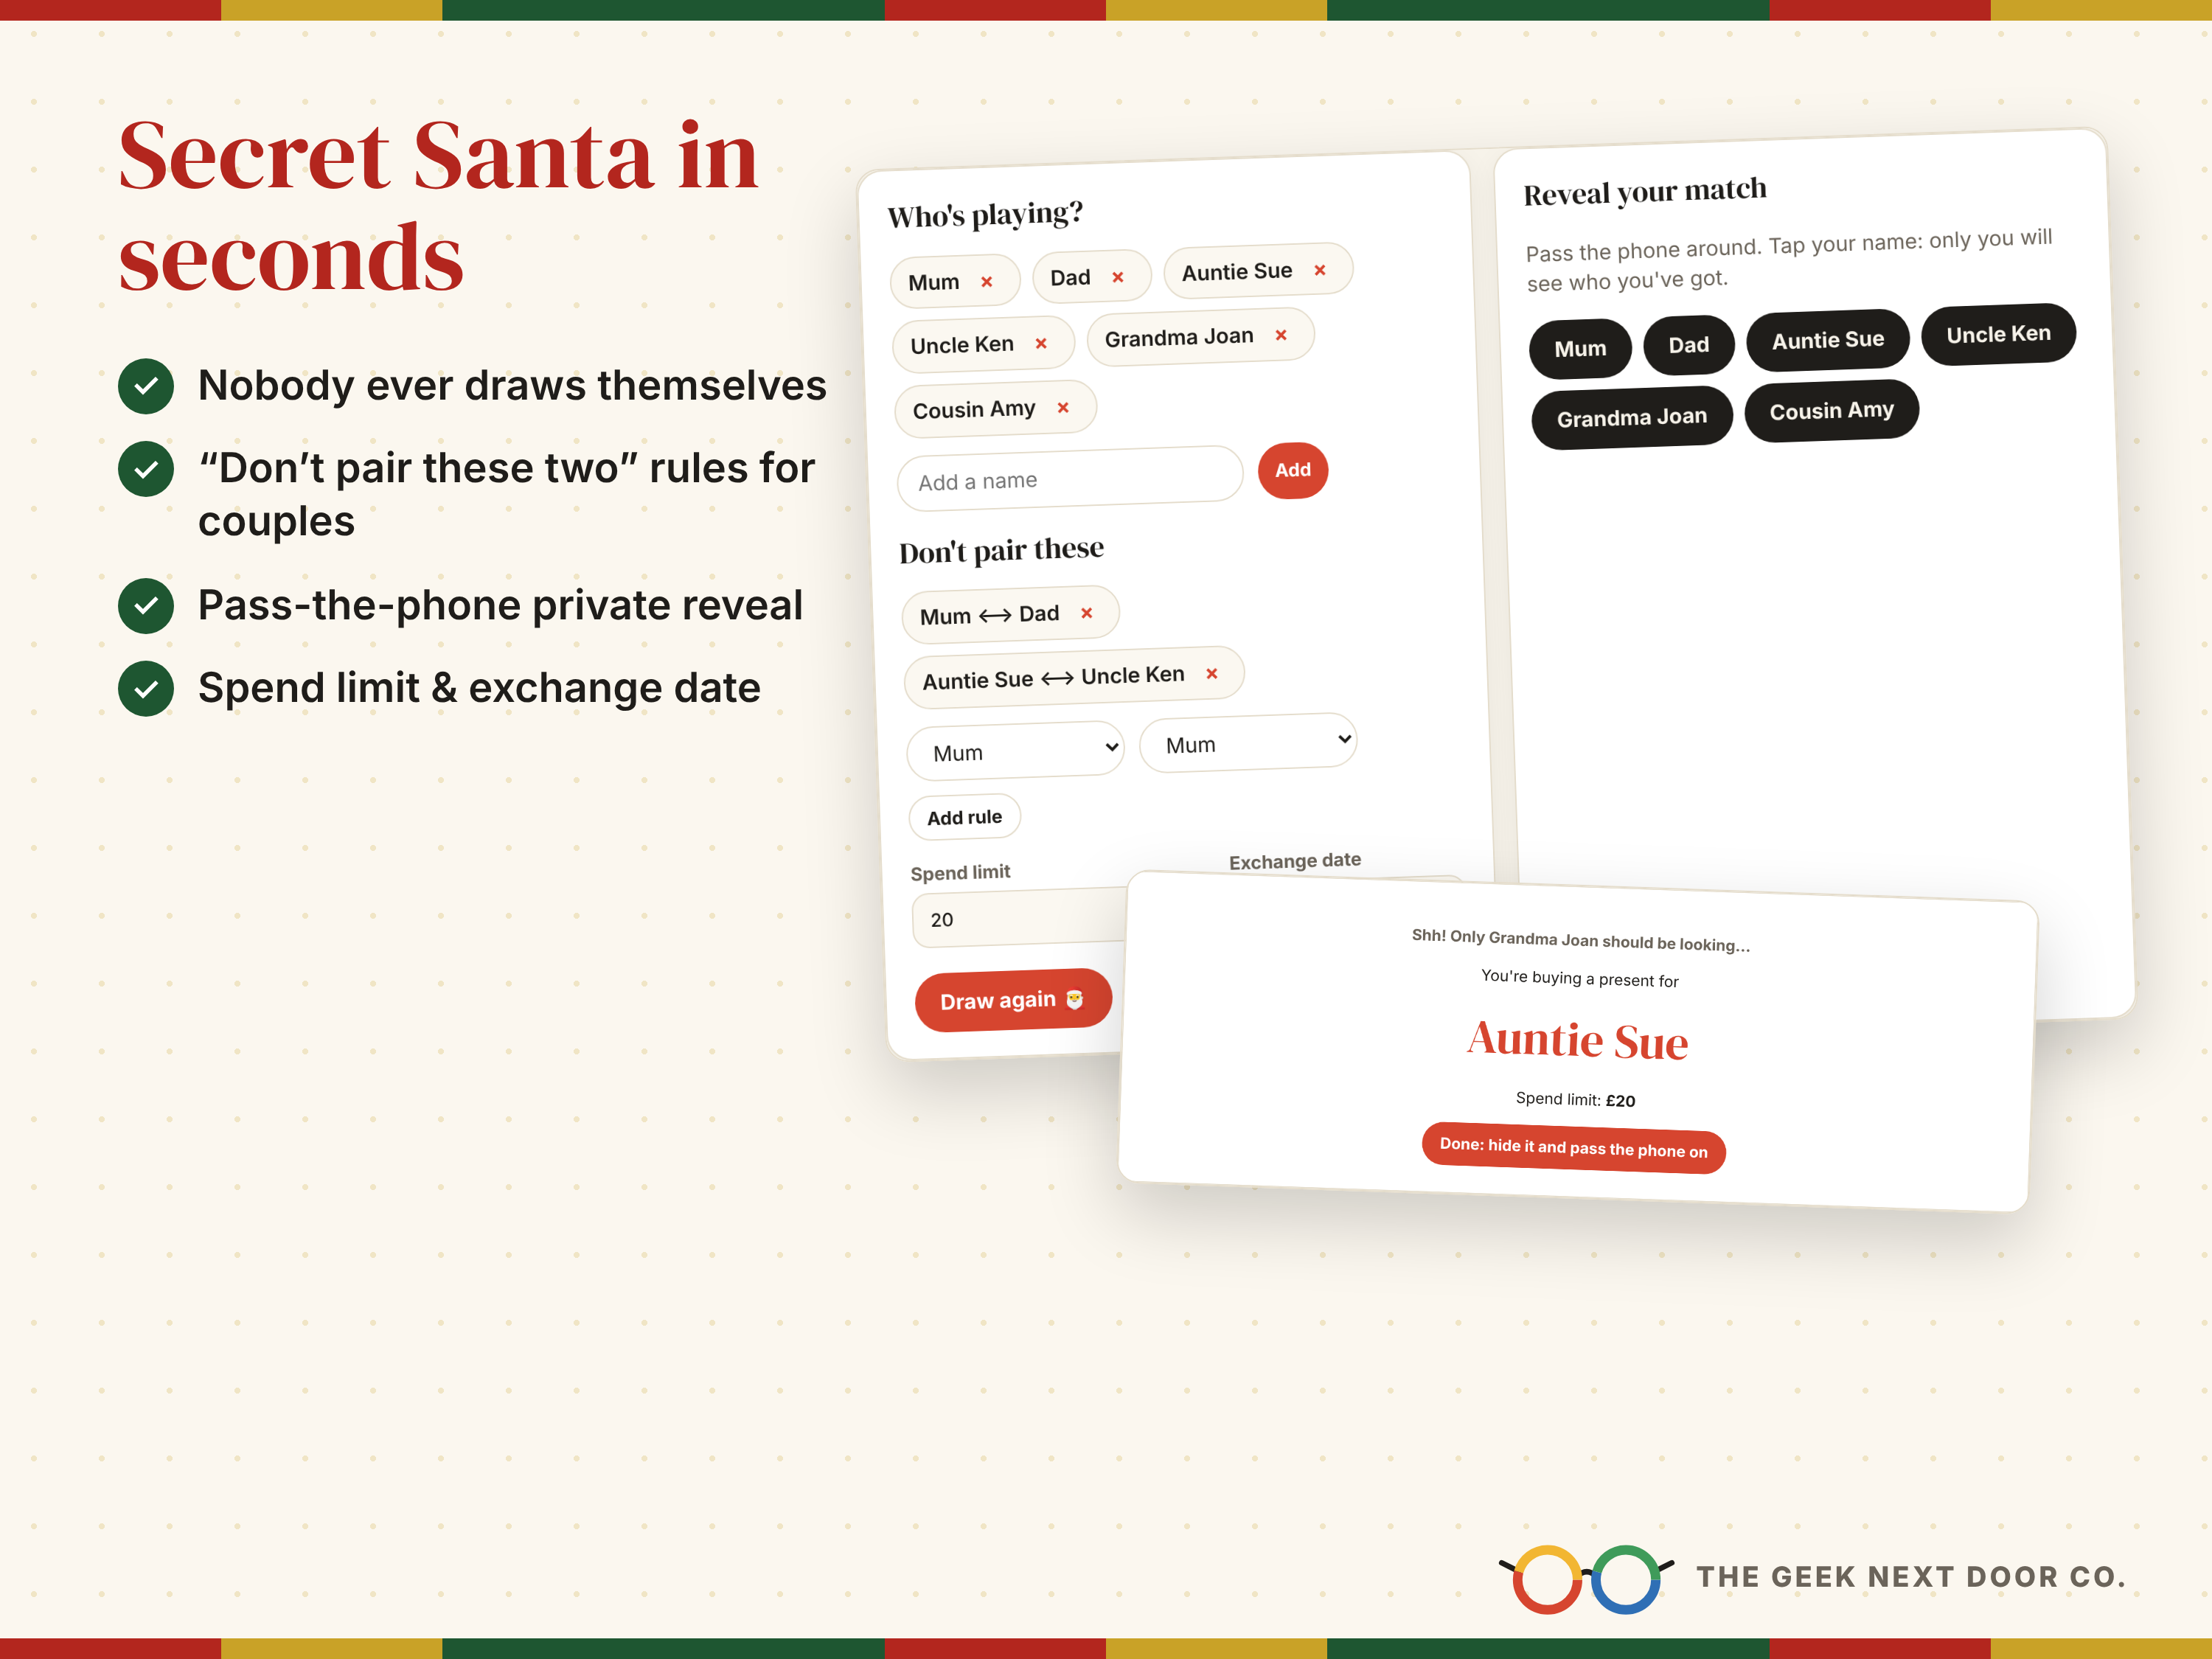 Secret Santa in
seconds
Nobody ever draws themselves
“Don’t pair these two” rules for
couples
Pass-the-phone private reveal
Spend limit & exchange date
Who's playing?
Mum ×
Dad ×
Auntie Sue ×
Uncle Ken ×
Grandma Joan ×
Cousin Amy ×
Add a name
Add
Don't pair these
Mum ⟷ Dad ×
Auntie Sue ⟷ Uncle Ken ×
Mum
Mum
Add rule
Spend limit
Exchange date
20
Draw again 🎅
Reveal your match
Pass the phone around. Tap your name: only you will
see who you've got.
Mum
Dad
Auntie Sue
Uncle Ken
Grandma Joan
Cousin Amy
Shh! Only Grandma Joan should be looking...
You're buying a present for
Auntie Sue
Spend limit: £20
Done: hide it and pass the phone on
THE GEEK NEXT DOOR CO.